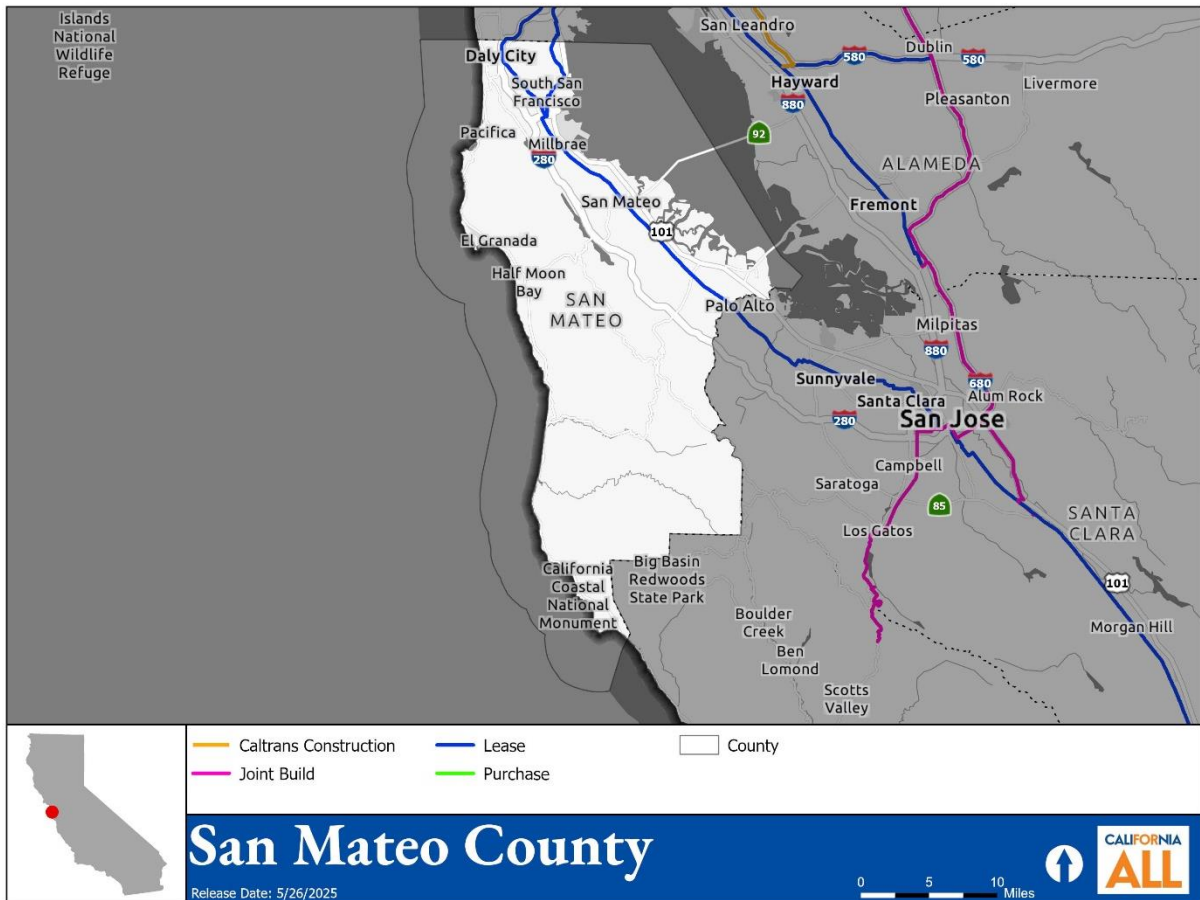 Islands
National
Wildlife
Refuge
San Leandro
Daly City
Dublin
580
580
South San
Francisco
Hayward
Livermore
880
Pleasanton
Pacifica
92
Millbrae
280
ALAMEDA
San Mateo
Fremont
101
El Granada
Half Moon
Bay
SAN
MATEO
Palo Alto
Milpitas
880
Sunnyvale
680
Santa Clara
Alum Rock
280
San Jose
Campbell
Saratoga
85
SANTA
CLARA
Los Gatos
California
Coastal
National
Monument
Big Basin
Redwoods
State Park
101
Boulder
Creek
Morgan Hill
Ben
Lomond
Scotts
Valley
Caltrans Construction
Lease
County
Joint Build
Purchase
San Mateo County
Release Date: 5/26/2025
0 5 10
Miles
CALIFORNIA
ALL